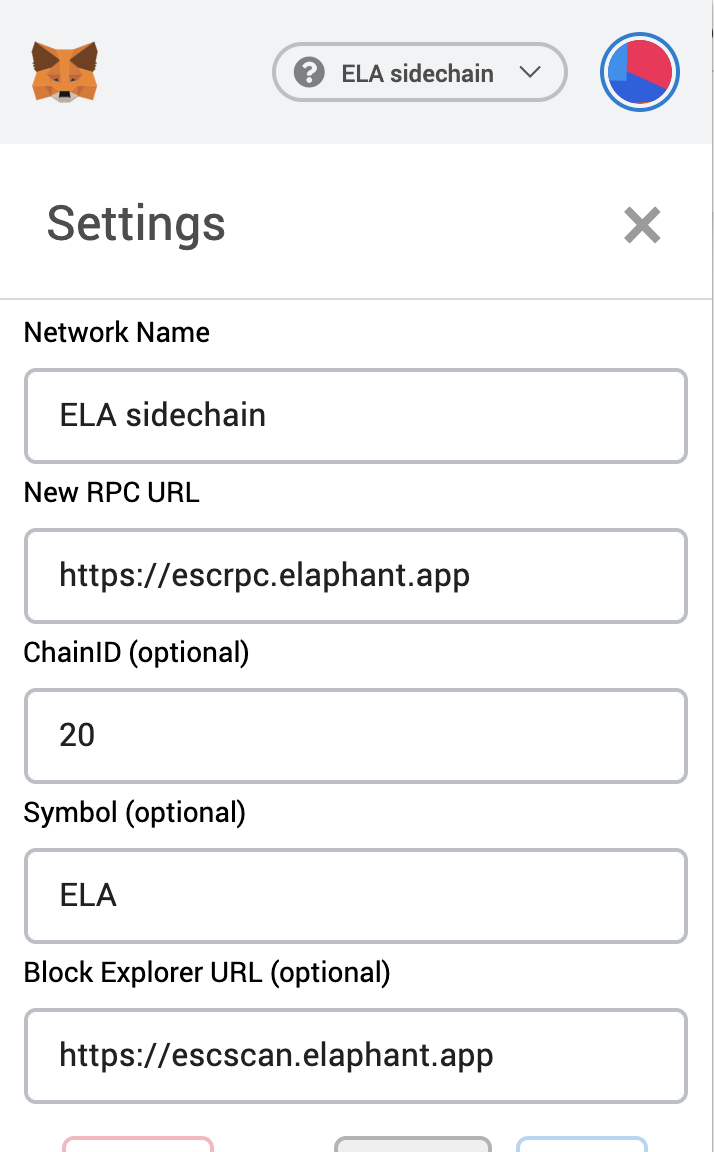 ELA sidechain
Settings
Network Name
ELA sidechain
New RPC URL
https://escrpc.elaphant.app
ChainID (optional)
20
Symbol (optional)
ELA
Block Explorer URL (optional)
https://escscan.elaphant.app